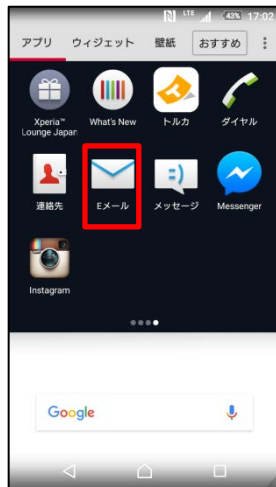 LTE 43% 17:02
アプリ ウィジェット 壁紙 おすすめ
Xperia™ Lounge Japan
What's New
トルカ
ダイヤル
連絡先
Eメール
メッセージ
Messenger
Instagram
Google